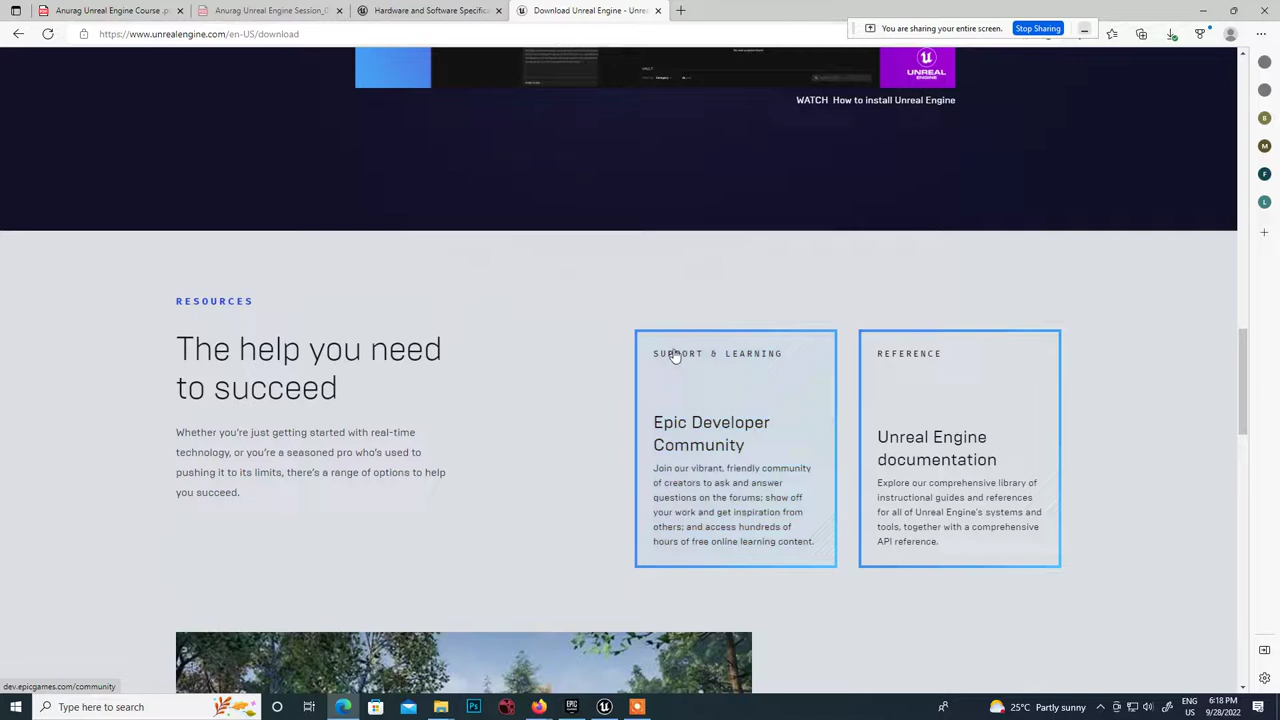 Anurag Unreal Engine Course .p
Anurag Unreal Engine Session_0
Hardware and Software Specificat
Download Unreal Engine - Unre
https://www.unrealengine.com/en-US/download
You are sharing your entire screen.
Stop Sharing
UNREAL
ENGINE
WATCH How to install Unreal Engine
RESOURCES
The help you need
to succeed
Whether you're just getting started with real-time
technology, or you're a seasoned pro who's used to
pushing it to its limits, there's a range of options to help
you succeed.
SUPPORT & LEARNING
Epic Developer
Community
Join our vibrant, friendly community
of creators to ask and answer
questions on the forums; show off
your work and get inspiration from
others; and access hundreds of
hours of free online learning content.
REFERENCE
Unreal Engine
documentation
Explore our comprehensive library of
instructional guides and references
for all of Unreal Engine's systems and
tools, together with a comprehensive
API reference.
B
M
F
L
dev.epicgames.com/community
Type here to search
Ps
EPIC
25°C Partly sunny
ENG
US
6:18 PM
9/28/2022